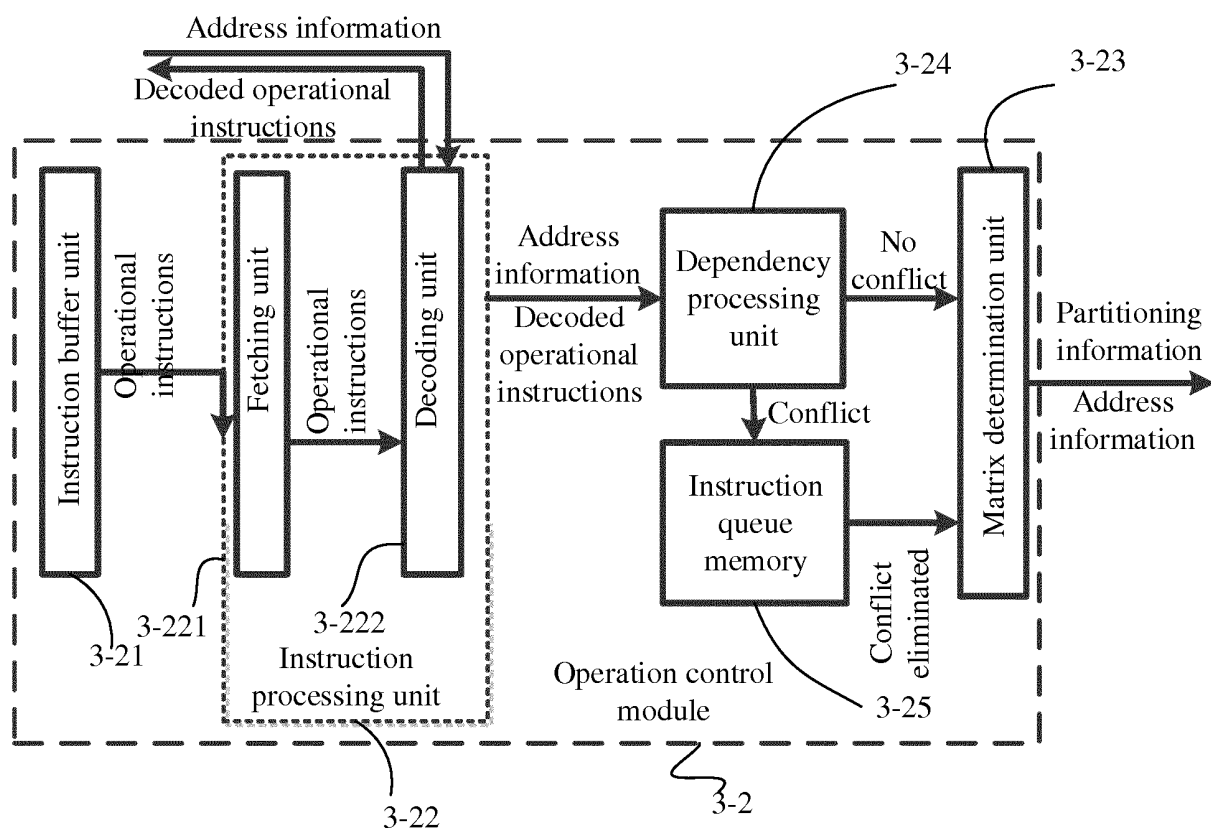 Address information
Decoded operational
instructions
3-24
3-23
Instruction buffer unit
Operational
instructions
Fetching unit
Operational
instructions
Decoding unit
Address
information
Decoded
operational
instructions
Dependency
processing
unit
No
conflict
Conflict
Instruction
queue
memory
Conflict
eliminated
Matrix determination unit
Partitioning
information
Address
information
3-21
3-221
3-222
Instruction
processing unit
Operation control
module
3-25
3-22
3-2